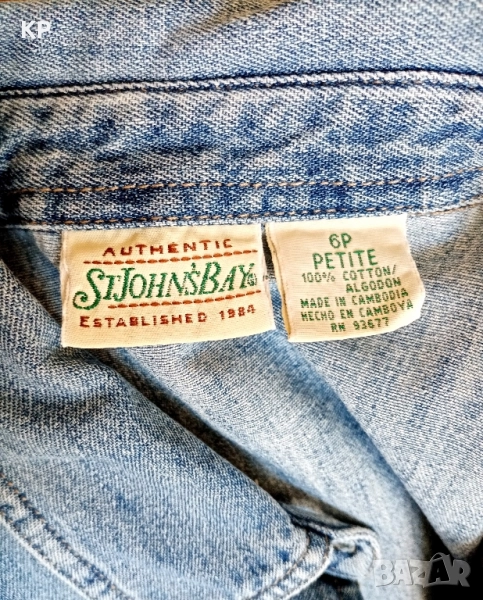 KP
AUTHENTIC
ST. JOHN'S BAY®
ESTABLISHED 1984
6P
PETITE
100% COTTON/
ALGODON
MADE IN CAMBODIA
HECHO EN CAMBOYA
RN 93677
BAZAR